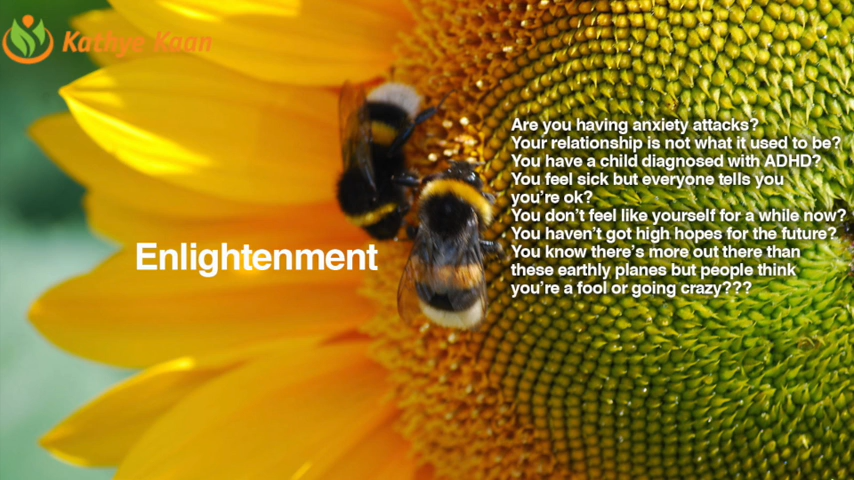 Kathye Kaan
Are you having anxiety attacks?
Your relationship is not what it used to be?
You have a child diagnosed with ADHD?
You feel sick but everyone tells you
you're ok?
You don't feel like yourself for a while now?
You haven't got high hopes for the future?
You know there's more out there than
these earthly planes but people think
you're a fool or going crazy???
Enlightenment